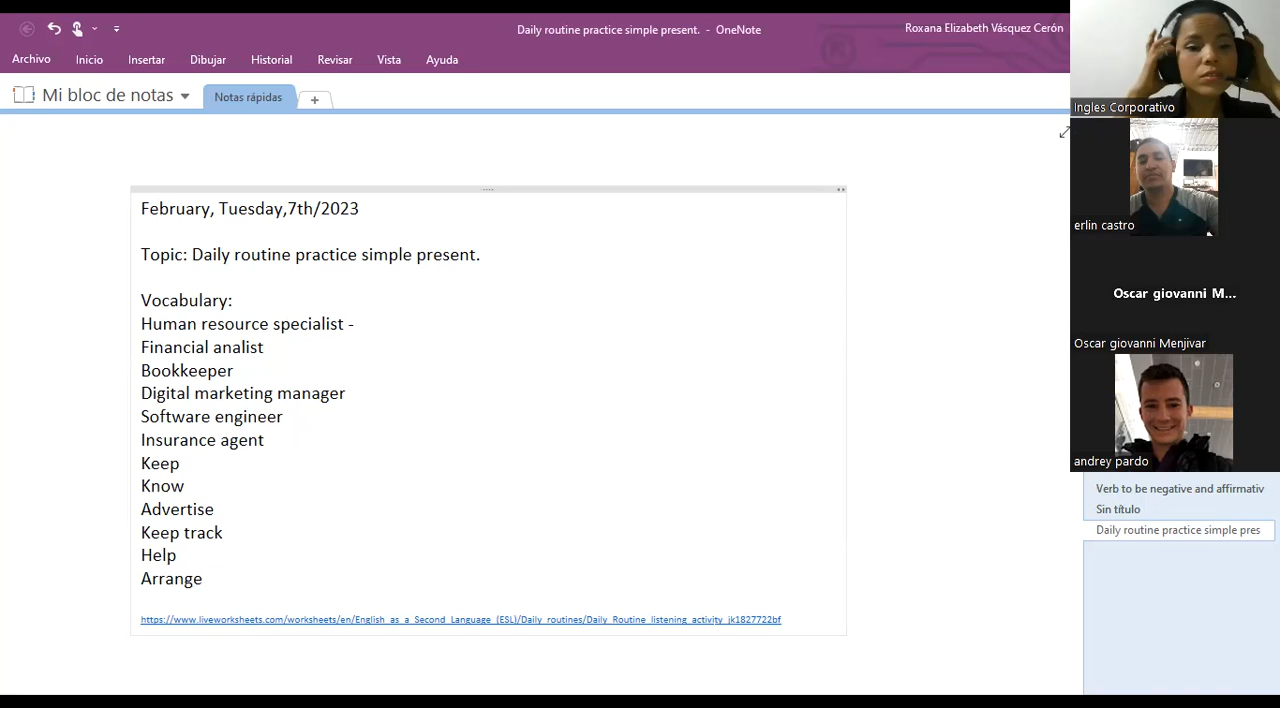 Daily routine practice simple present. - OneNote
Roxana Elizabeth Vásquez Cerón
Archivo Inicio Insertar Dibujar Historial Revisar Vista Ayuda
Mi bloc de notas Notas rápidas
February, Tuesday,7th/2023
Topic: Daily routine practice simple present.
Vocabulary:
Human resource specialist -
Financial analist
Bookkeeper
Digital marketing manager
Software engineer
Insurance agent
Keep
Know
Advertise
Keep track
Help
Arrange
https://www.liveworksheets.com/worksheets/en/English_as_a_Second_Language_(ESL)/Daily_routines/Daily_Routine_listening_activity_jk1827722bf
Ingles Corporativo
erlin castro
Oscar giovanni M...
Oscar giovanni Menjivar
andrey pardo
Verb to be negative and affirmativ
Sin título
Daily routine practice simple pres